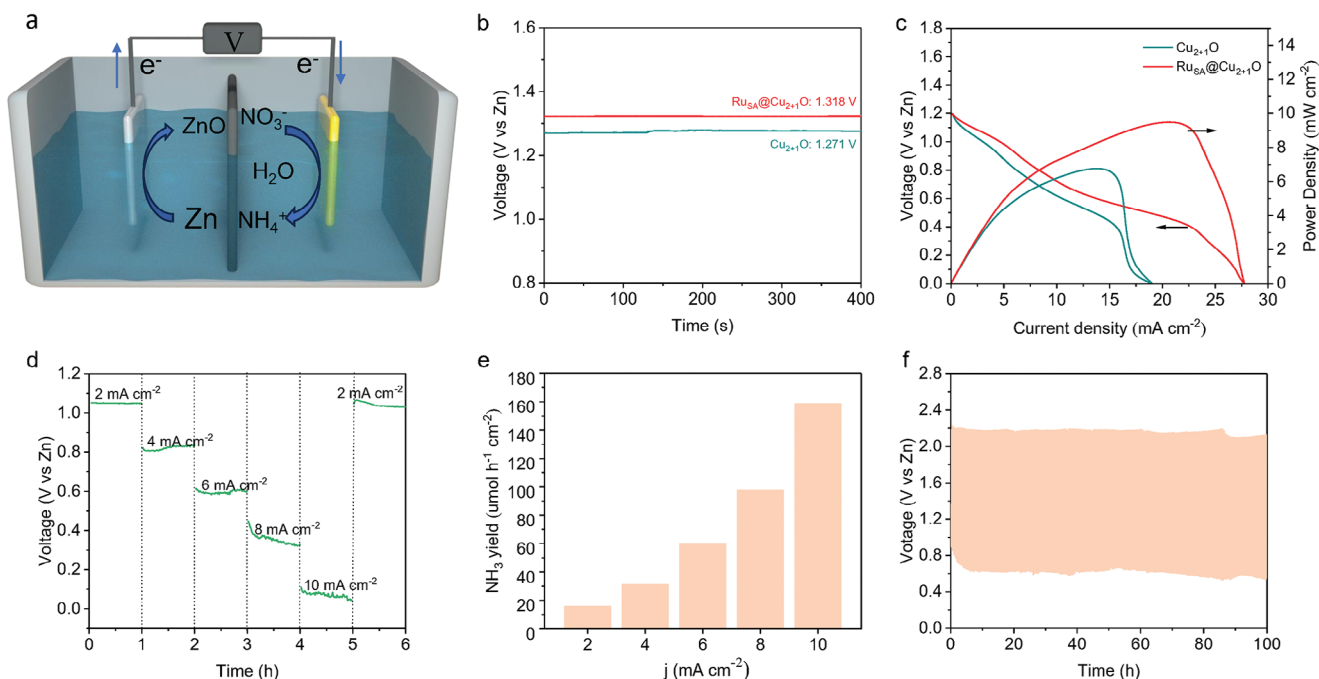 a
V
e⁻
e⁻
ZnO
NO₃⁻
H₂O
Zn
NH₄⁺
b
Voltage (V vs Zn)
1.6
1.4
1.2
1.0
0.8
Ru_SA@Cu₂₊₁O: 1.318 V
Cu₂₊₁O: 1.271 V
0 100 200 300 400
Time (s)
c
Voltage (V vs Zn)
1.8
1.6
1.4
1.2
1.0
0.8
0.6
0.4
0.2
0.0
Cu₂₊₁O
Ru_SA@Cu₂₊₁O
14
12
10
8
6
4
2
0
Power Density (mW cm⁻²)
0 5 10 15 20 25 30
Current density (mA cm⁻²)
d
Voltage (V vs Zn)
1.2
1.0
0.8
0.6
0.4
0.2
0.0
2 mA cm⁻²
4 mA cm⁻²
6 mA cm⁻²
8 mA cm⁻²
10 mA cm⁻²
2 mA cm⁻²
0 1 2 3 4 5 6
Time (h)
e
NH₃ yield (umol h⁻¹ cm⁻²)
180
160
140
120
100
80
60
40
20
0
2 4 6 8 10
j (mA cm⁻²)
f
Votage (V vs Zn)
2.8
2.4
2.0
1.6
1.2
0.8
0.4
0.0
0 20 40 60 80 100
Time (h)